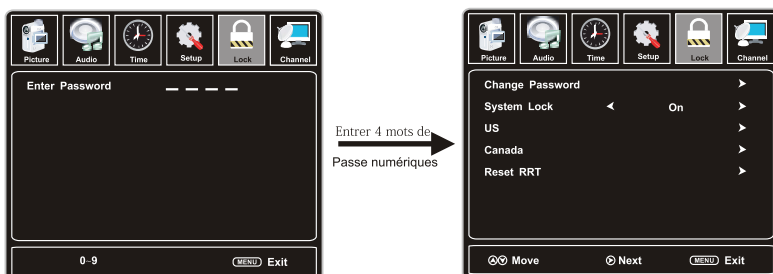 Picture Audio Time Setup Lock Channel
Enter Password _ _ _ _
0~9 MENU Exit
Entrer 4 mots de
Passe numériques
Picture Audio Time Setup Lock Channel
Change Password
System Lock On
US
Canada
Reset RRT
Move Next MENU Exit